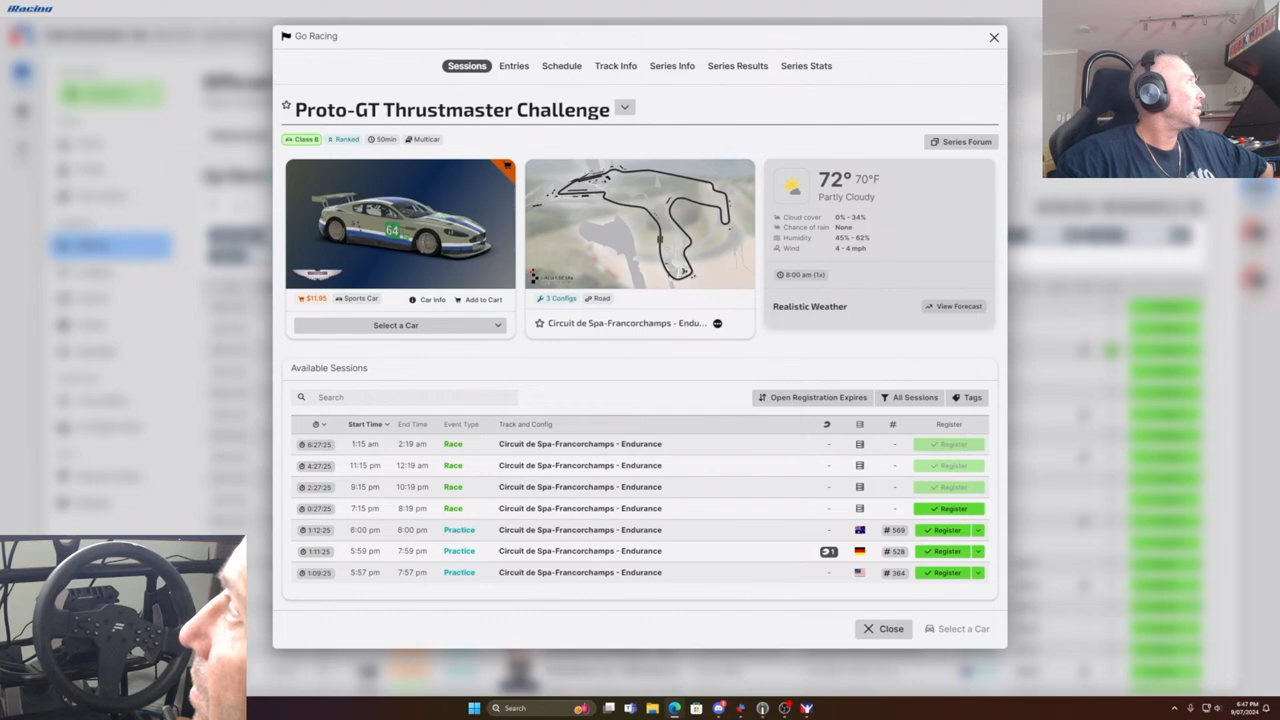 iRacing
Go Racing
Sessions Entries Schedule Track Info Series Info Series Results Series Stats
Proto-GT Thrustmaster Challenge
Class B Ranked 50min Multicar
Series Forum
64
$11.95 Sports Car Car Info Add to Cart
Select a Car
3 Configs Road
Circuit de Spa-Francorchamps - Endu...
72° 70°F
Partly Cloudy
Cloud cover 0% - 34%
Chance of rain None
Humidity 45% - 62%
Wind 4 - 4 mph
8:00 am (1x)
Realistic Weather View Forecast
Available Sessions
Search Open Registration Expires All Sessions Tags
Start Time End Time Event Type Track and Config # Register
6:27:25 1:15 am 2:19 am Race Circuit de Spa-Francorchamps - Endurance - - Register
4:27:25 11:15 pm 12:19 am Race Circuit de Spa-Francorchamps - Endurance - - Register
2:27:25 9:15 pm 10:19 pm Race Circuit de Spa-Francorchamps - Endurance - - Register
0:27:25 7:15 pm 8:19 pm Race Circuit de Spa-Francorchamps - Endurance - - Register
1:12:25 6:00 pm 8:00 pm Practice Circuit de Spa-Francorchamps - Endurance - # 569 Register
1:11:25 5:59 pm 7:59 pm Practice Circuit de Spa-Francorchamps - Endurance 1 # 528 Register
1:09:25 5:57 pm 7:57 pm Practice Circuit de Spa-Francorchamps - Endurance - # 364 Register
Close Select a Car
Search
6:47 PM
9/07/2024